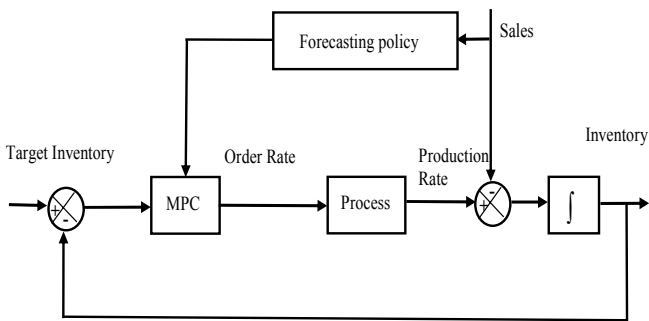 Forecasting policy
Sales
Target Inventory
Order Rate
Production
Rate
Inventory
+
-
MPC
Process
-
+
∫